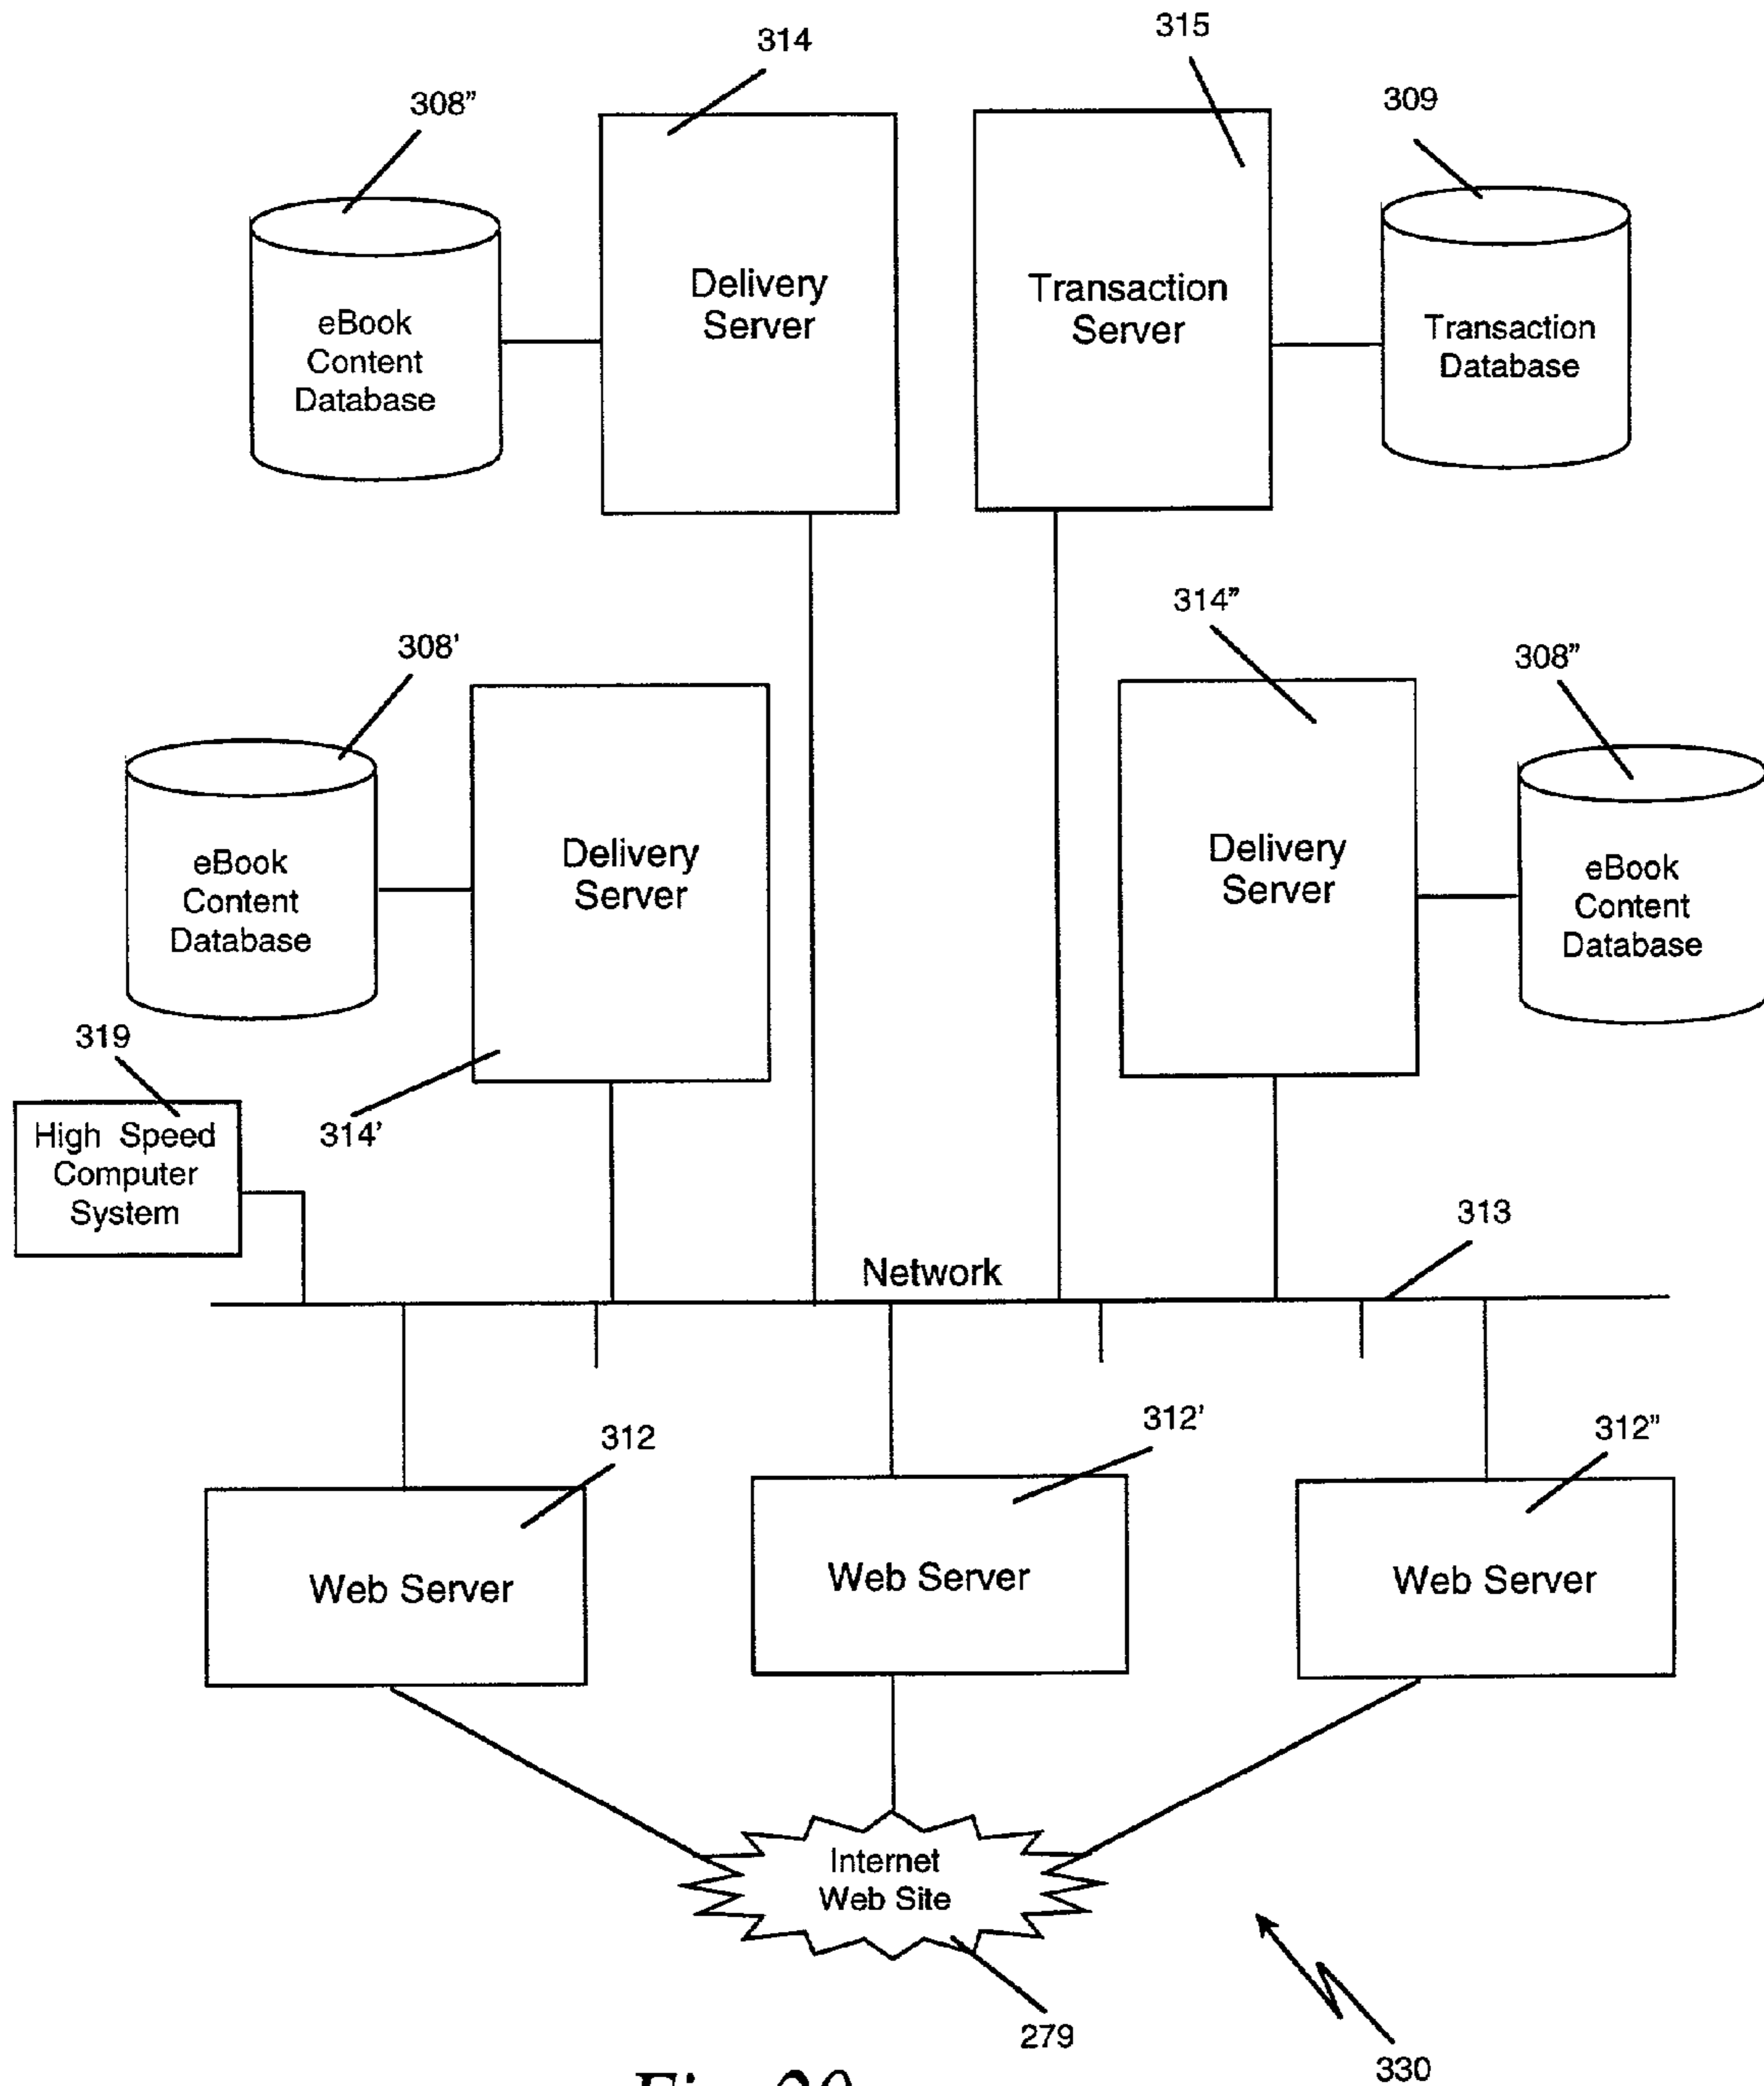 314
315
308”
309
Delivery
Server
Transaction
Server
eBook
Content
Database
Transaction
Database
314”
308'
308”
Delivery
Server
Delivery
Server
eBook
Content
Database
eBook
Content
Database
319
314'
High Speed
Computer
System
313
Network
312
312'
312”
Web Server
Web Server
Web Server
Internet
Web Site
279
330
Fig. 20